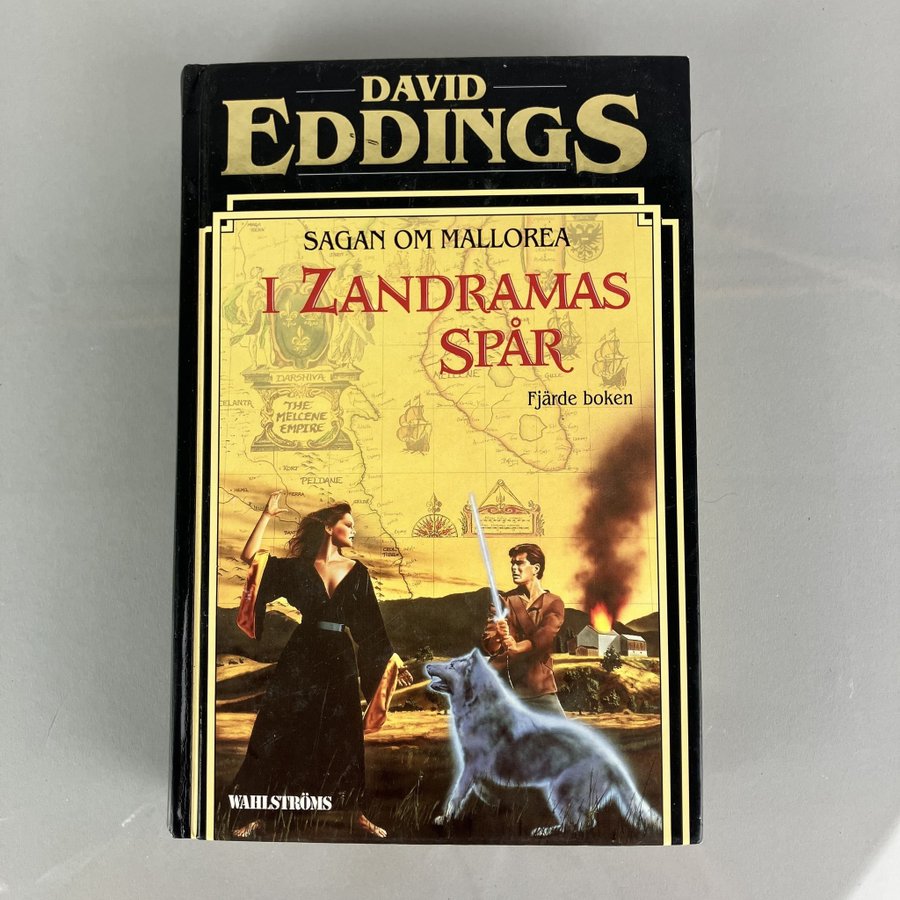 DAVID
EDDINGS
SAGAN OM MALLOREA
I ZANDRAMAS
SPÅR
Fjärde boken
DARSHIVA
THE
MELCENE
EMPIRE
PELDANE
WAHLSTRÖMS